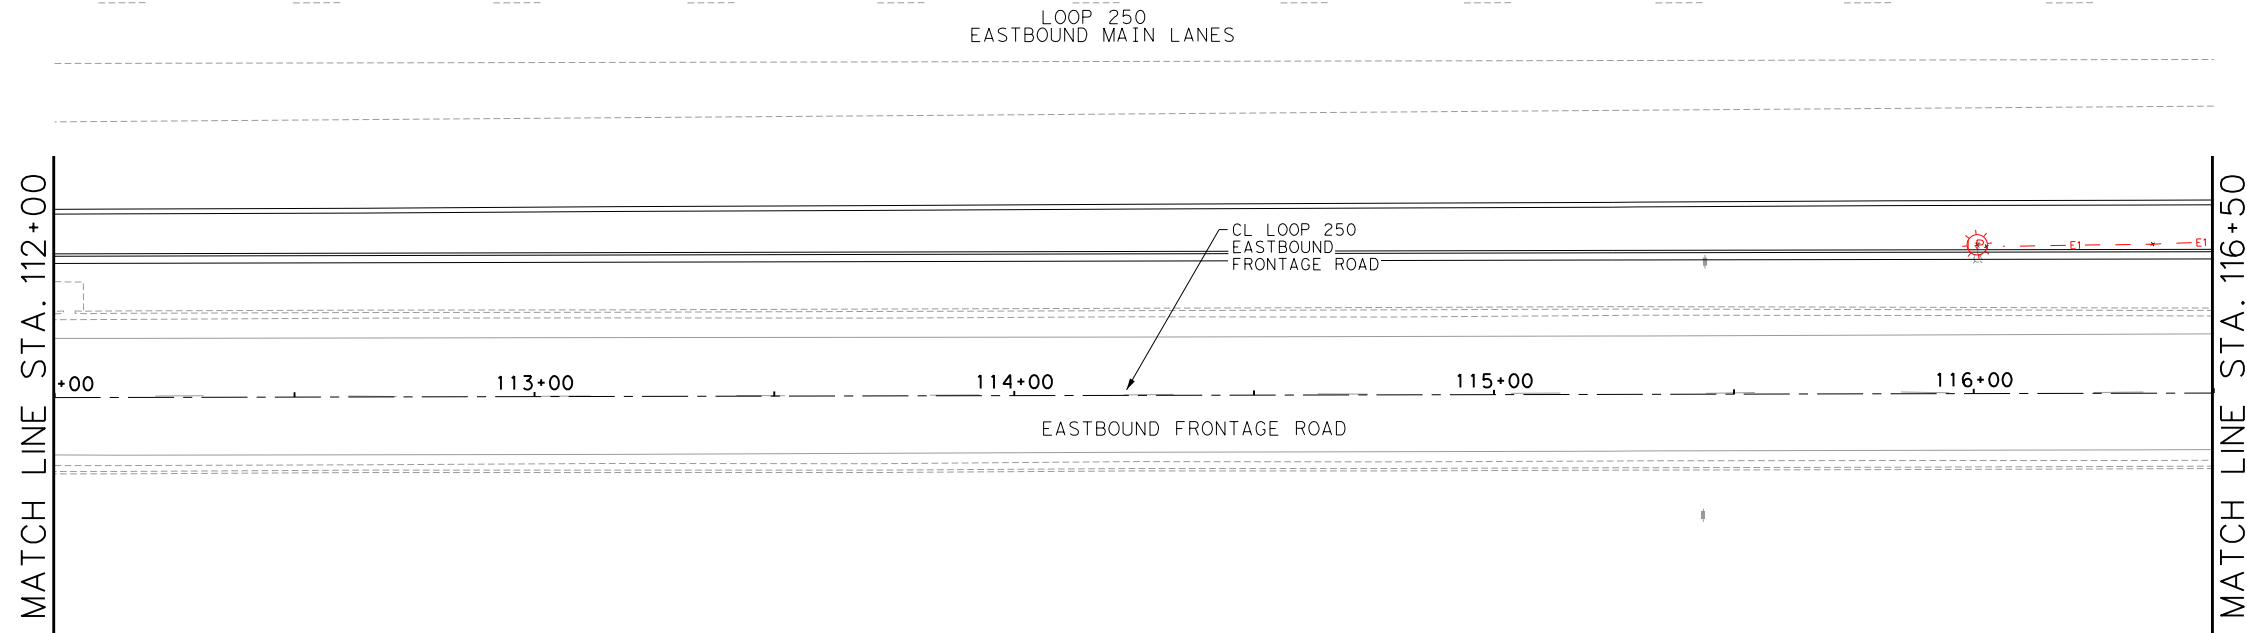 LOOP 250
EASTBOUND MAIN LANES
MATCH LINE STA. 112+00
CL LOOP 250
EASTBOUND
FRONTAGE ROAD
P
E1
E1
+00
113+00
114+00
115+00
116+00
EASTBOUND FRONTAGE ROAD
MATCH LINE STA. 116+50